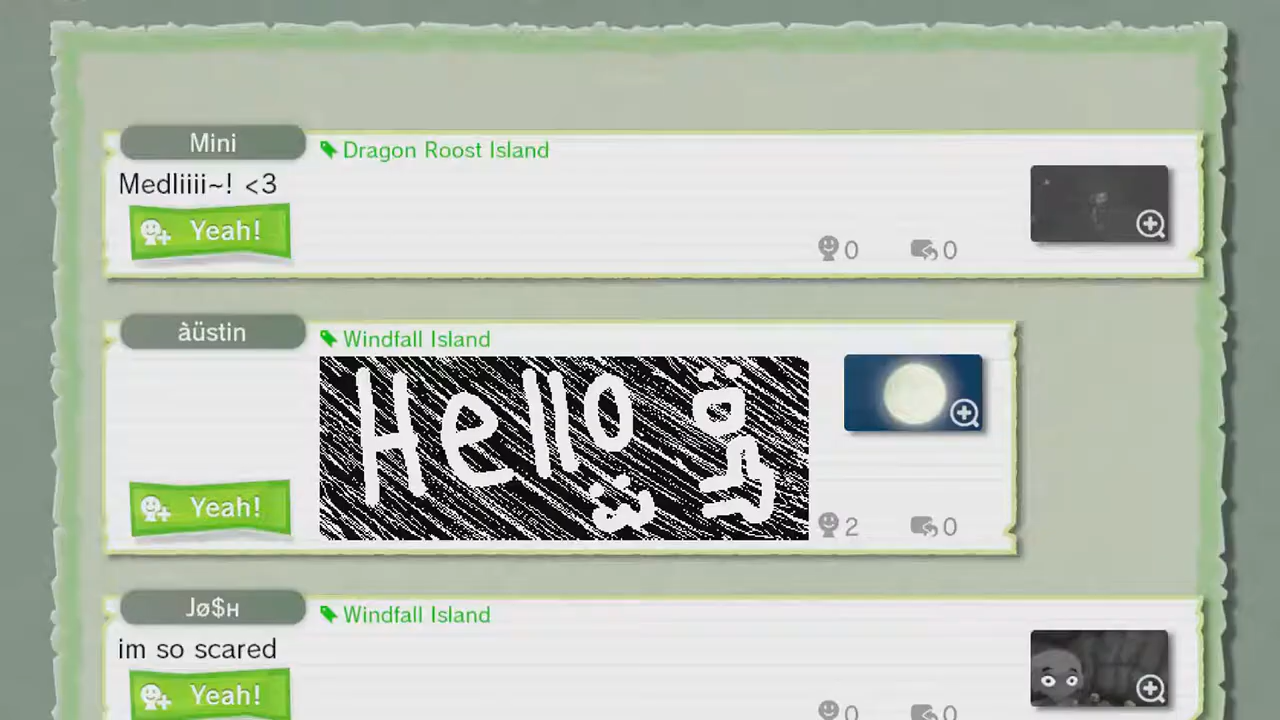 Mini
Dragon Roost Island
Medliiii~! <3
Yeah!
0 0
àüstin
Windfall Island
Hello
Yeah!
2 0
Jø$н
Windfall Island
im so scared
Yeah!
0 0